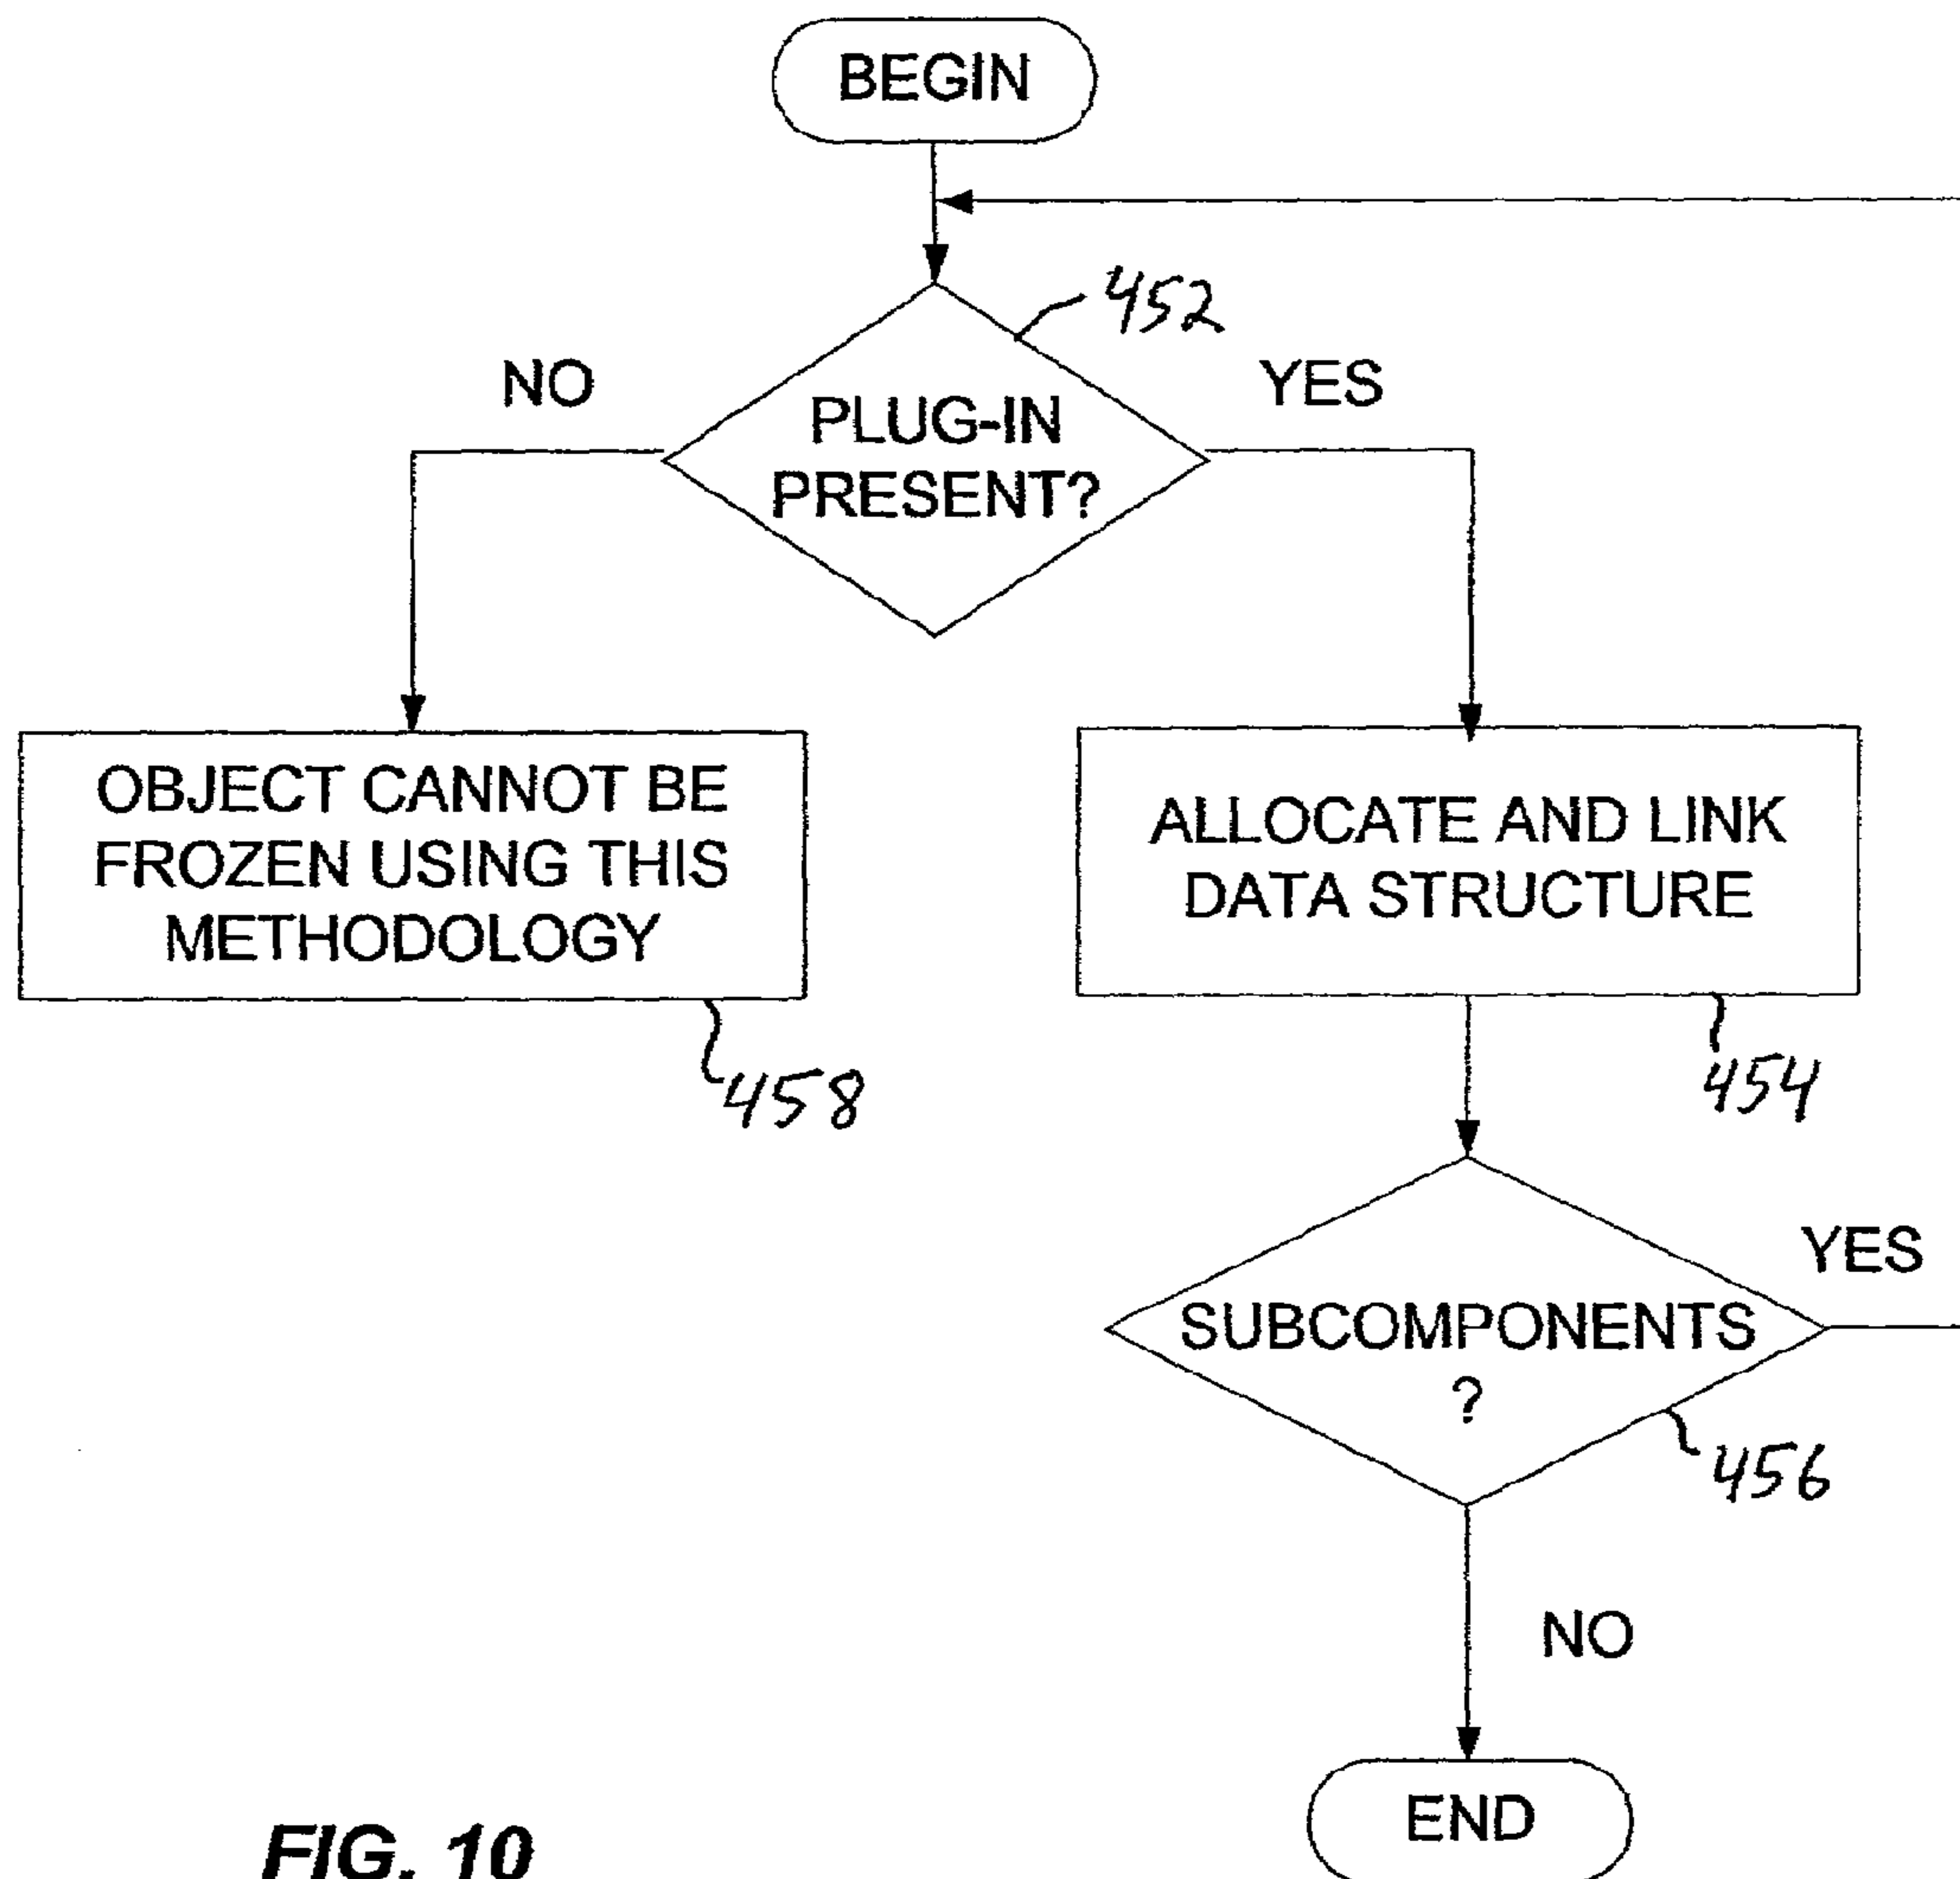 BEGIN
452
NO
YES
PLUG-IN
PRESENT?
OBJECT CANNOT BE
FROZEN USING THIS
METHODOLOGY
ALLOCATE AND LINK
DATA STRUCTURE
458
454
YES
SUBCOMPONENTS
?
456
NO
END
FIG. 10